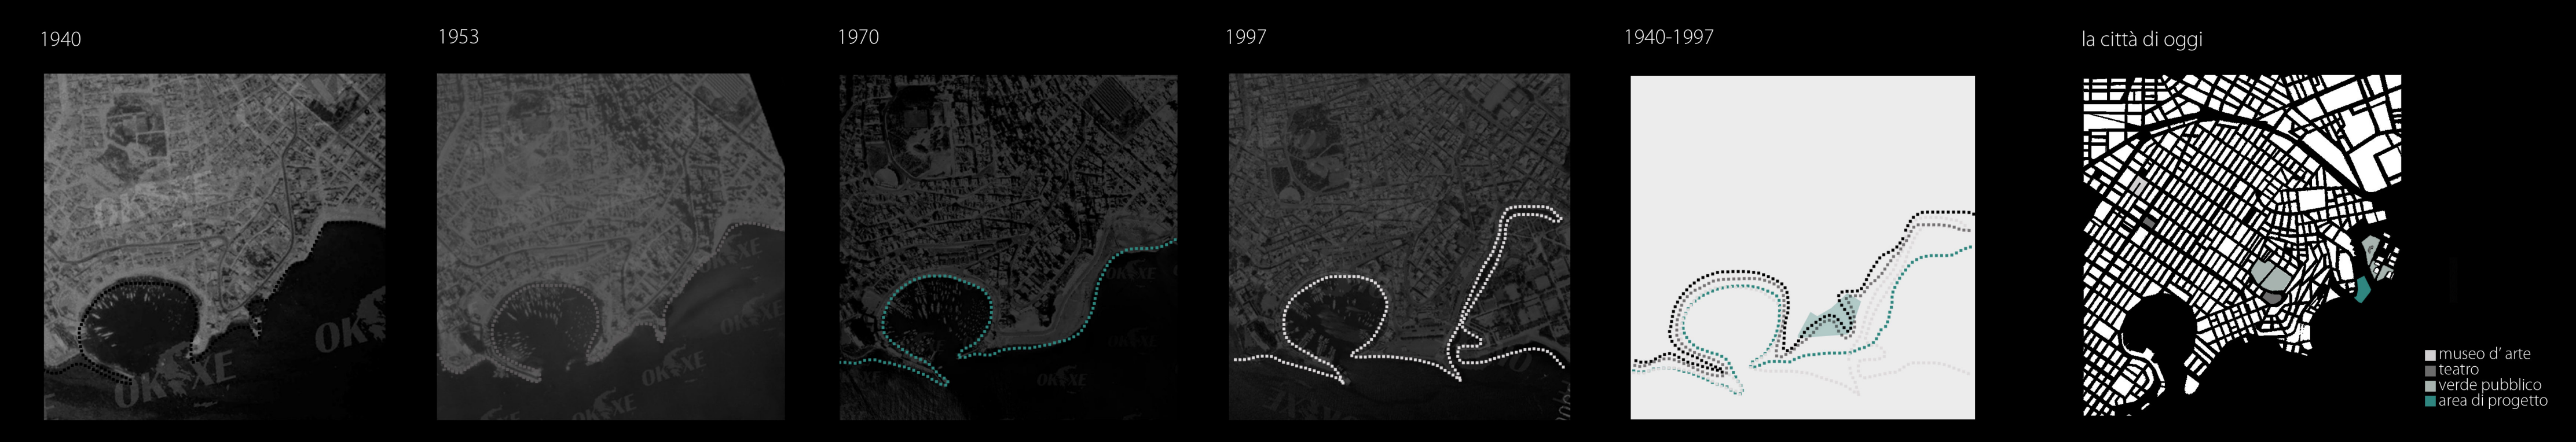 1940
1953
1970
1997
1940-1997
la città di oggi
museo d' arte
teatro
verde pubblico
area di progetto